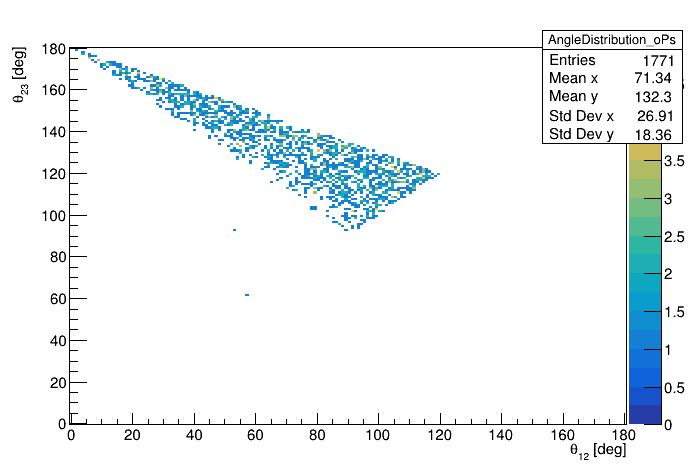 AngleDistribution_oPs
Entries 1771
Mean x 71.34
Mean y 132.3
Std Dev x 26.91
Std Dev y 18.36
θ23 [deg]
180
160
140
120
100
80
60
40
20
0
0 20 40 60 80 100 120 140 160 180
θ12 [deg]
3.5
3
2.5
2
1.5
1
0.5
0